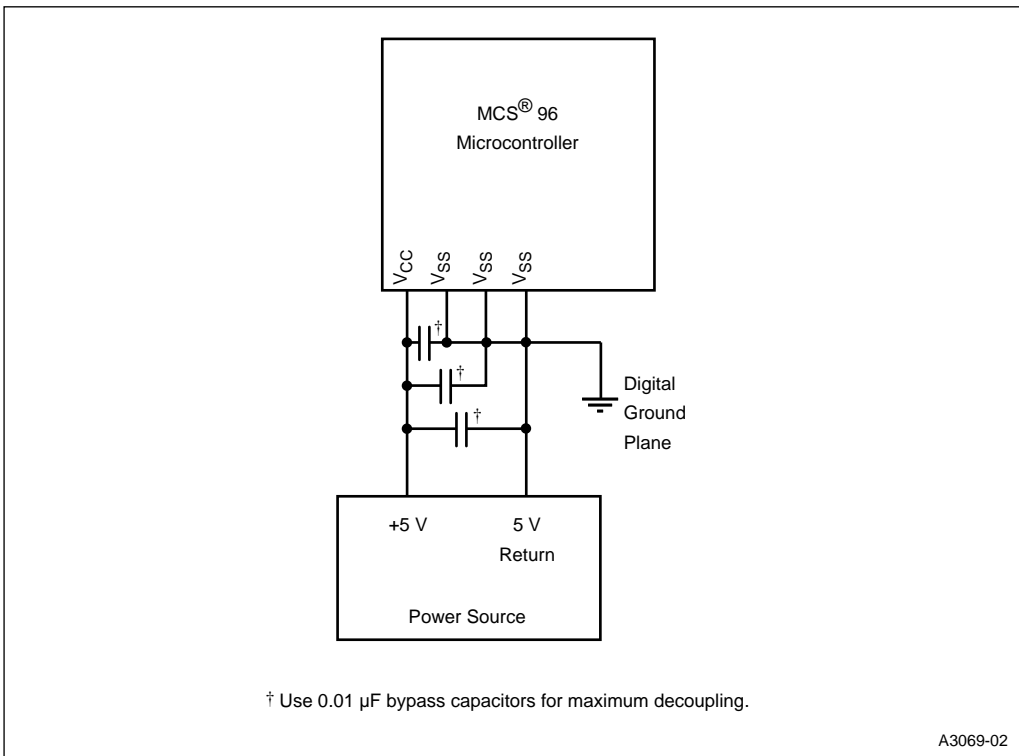 MCS® 96
Microcontroller
VCC VSS VSS VSS
†
†
†
Digital
Ground
Plane
+5 V 5 V
Return
Power Source
† Use 0.01 µF bypass capacitors for maximum decoupling.
A3069-02